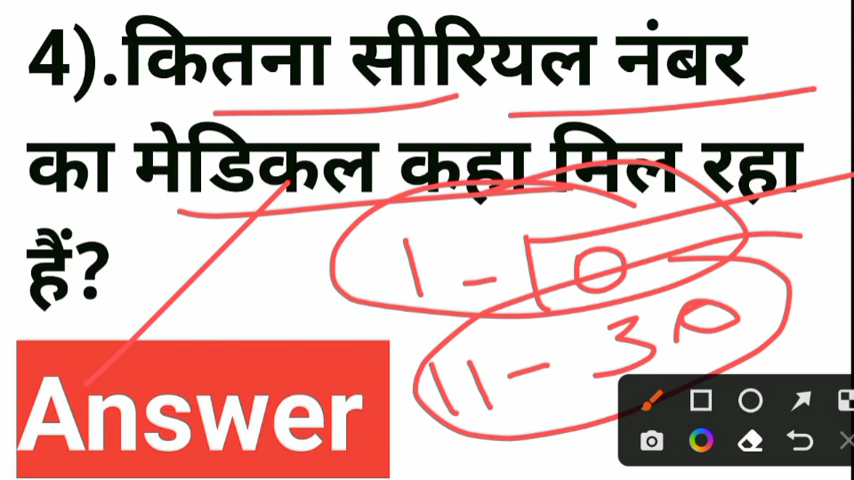 4).कितना सीरियल नंबर
का मेडिकल कहा मिल रहा
हैं?
1-10
11-30
Answer